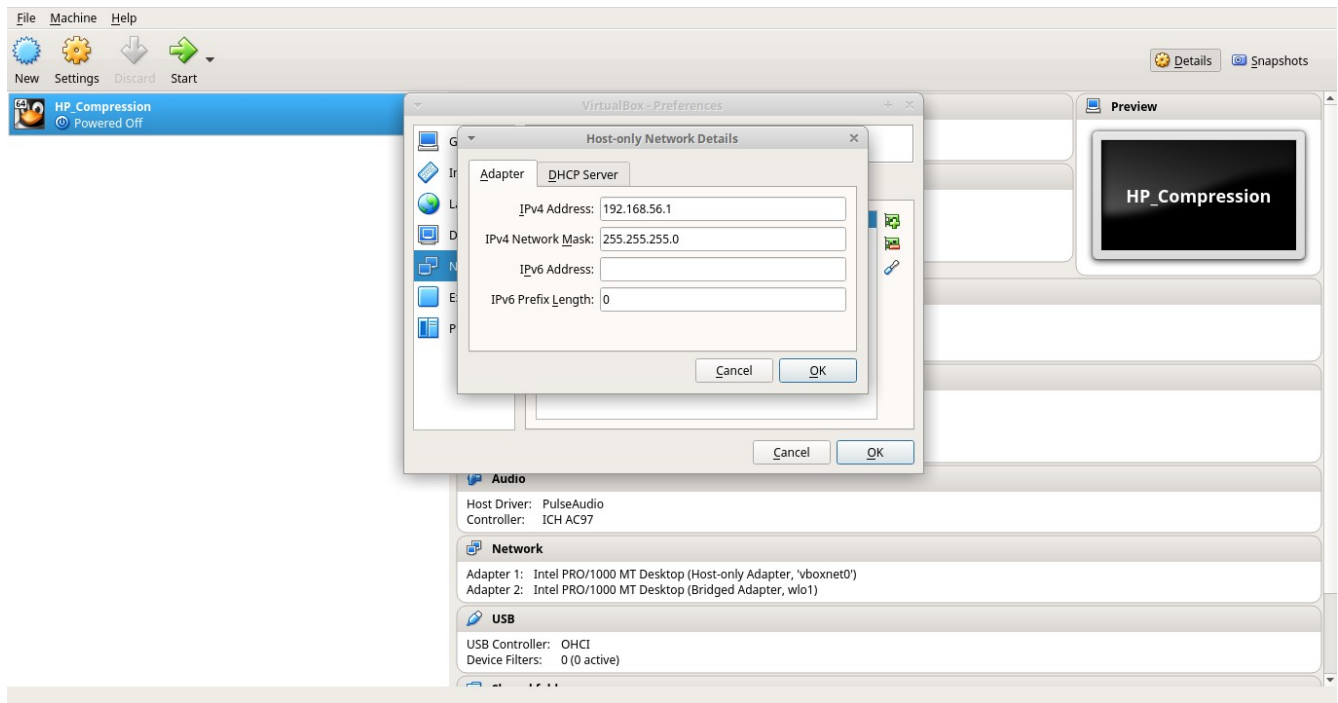 File Machine Help
New Settings Discard Start
Details Snapshots
64
HP_Compression
Powered Off
VirtualBox - Preferences
Host-only Network Details
Adapter DHCP Server
IPv4 Address: 192.168.56.1
IPv4 Network Mask: 255.255.255.0
IPv6 Address:
IPv6 Prefix Length: 0
Cancel OK
Cancel OK
Preview
HP_Compression
Audio
Host Driver: PulseAudio
Controller: ICH AC97
Network
Adapter 1: Intel PRO/1000 MT Desktop (Host-only Adapter, 'vboxnet0')
Adapter 2: Intel PRO/1000 MT Desktop (Bridged Adapter, wlo1)
USB
USB Controller: OHCI
Device Filters: 0 (0 active)